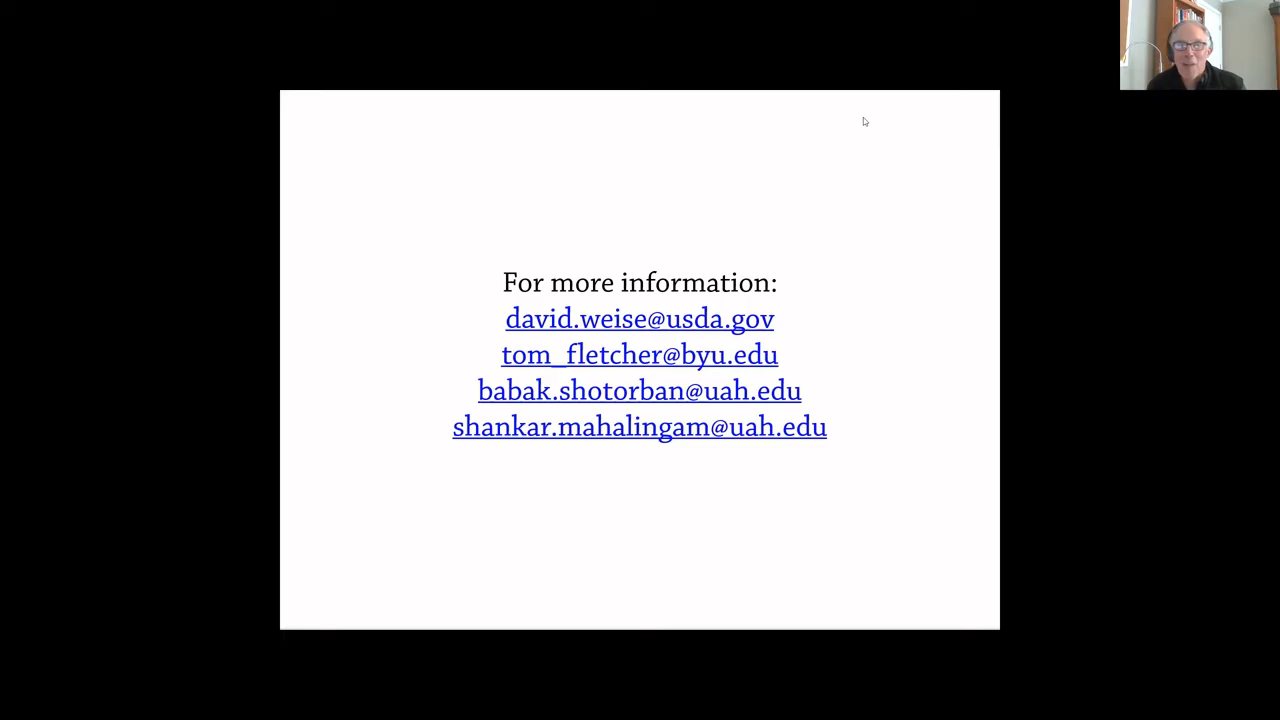 For more information:
david.weise@usda.gov
tom_fletcher@byu.edu
babak.shotorban@uah.edu
shankar.mahalingam@uah.edu